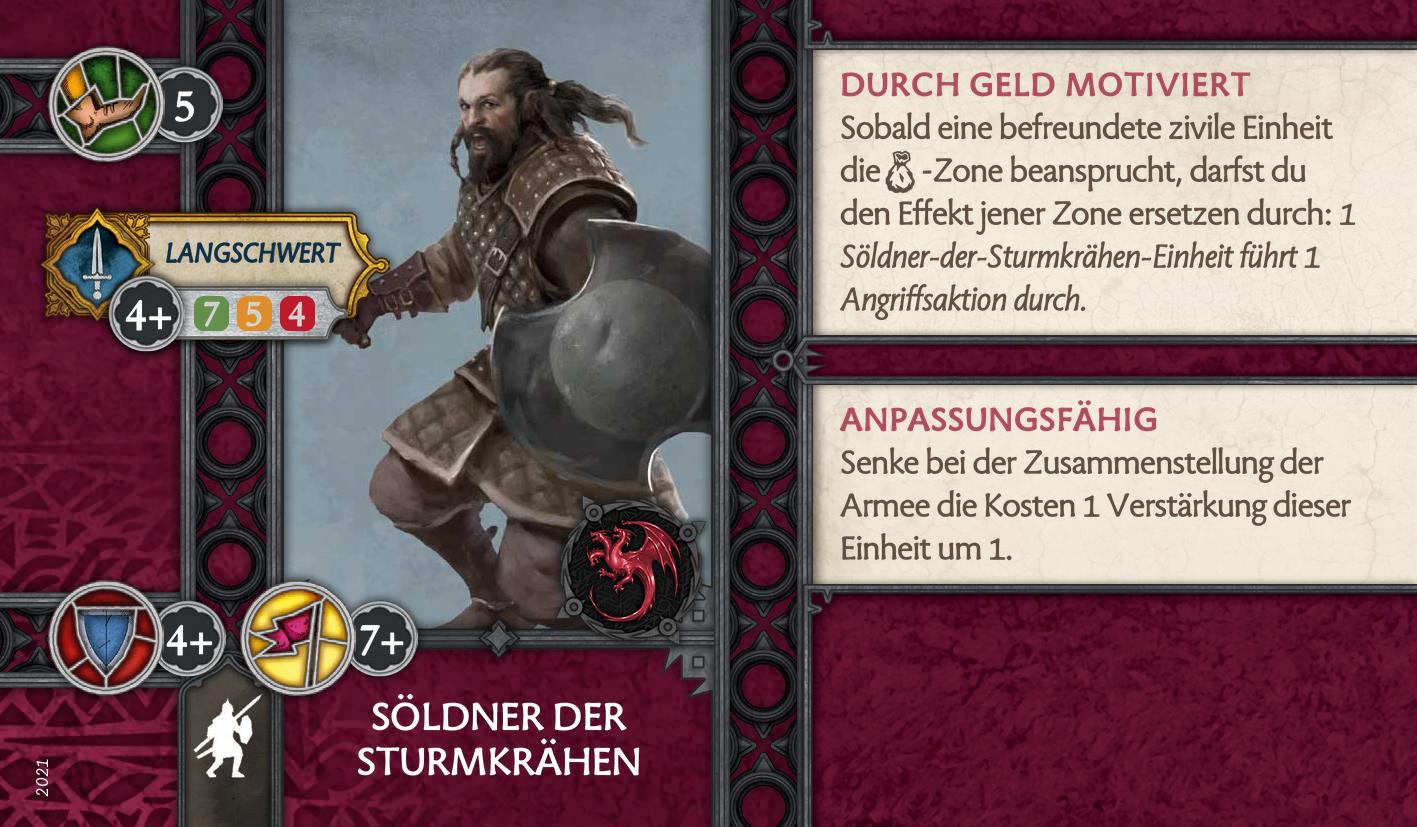 5
LANGSCHWERT
4+ 7 5 4
4+ 7+
SÖLDNER DER
STURMKRÄHEN
2021
DURCH GELD MOTIVIERT
Sobald eine befreundete zivile Einheit
die -Zone beansprucht, darfst du
den Effekt jener Zone ersetzen durch: 1
Söldner-der-Sturmkrähen-Einheit führt 1
Angriffsaktion durch.
ANPASSUNGSFÄHIG
Senke bei der Zusammenstellung der
Armee die Kosten 1 Verstärkung dieser
Einheit um 1.